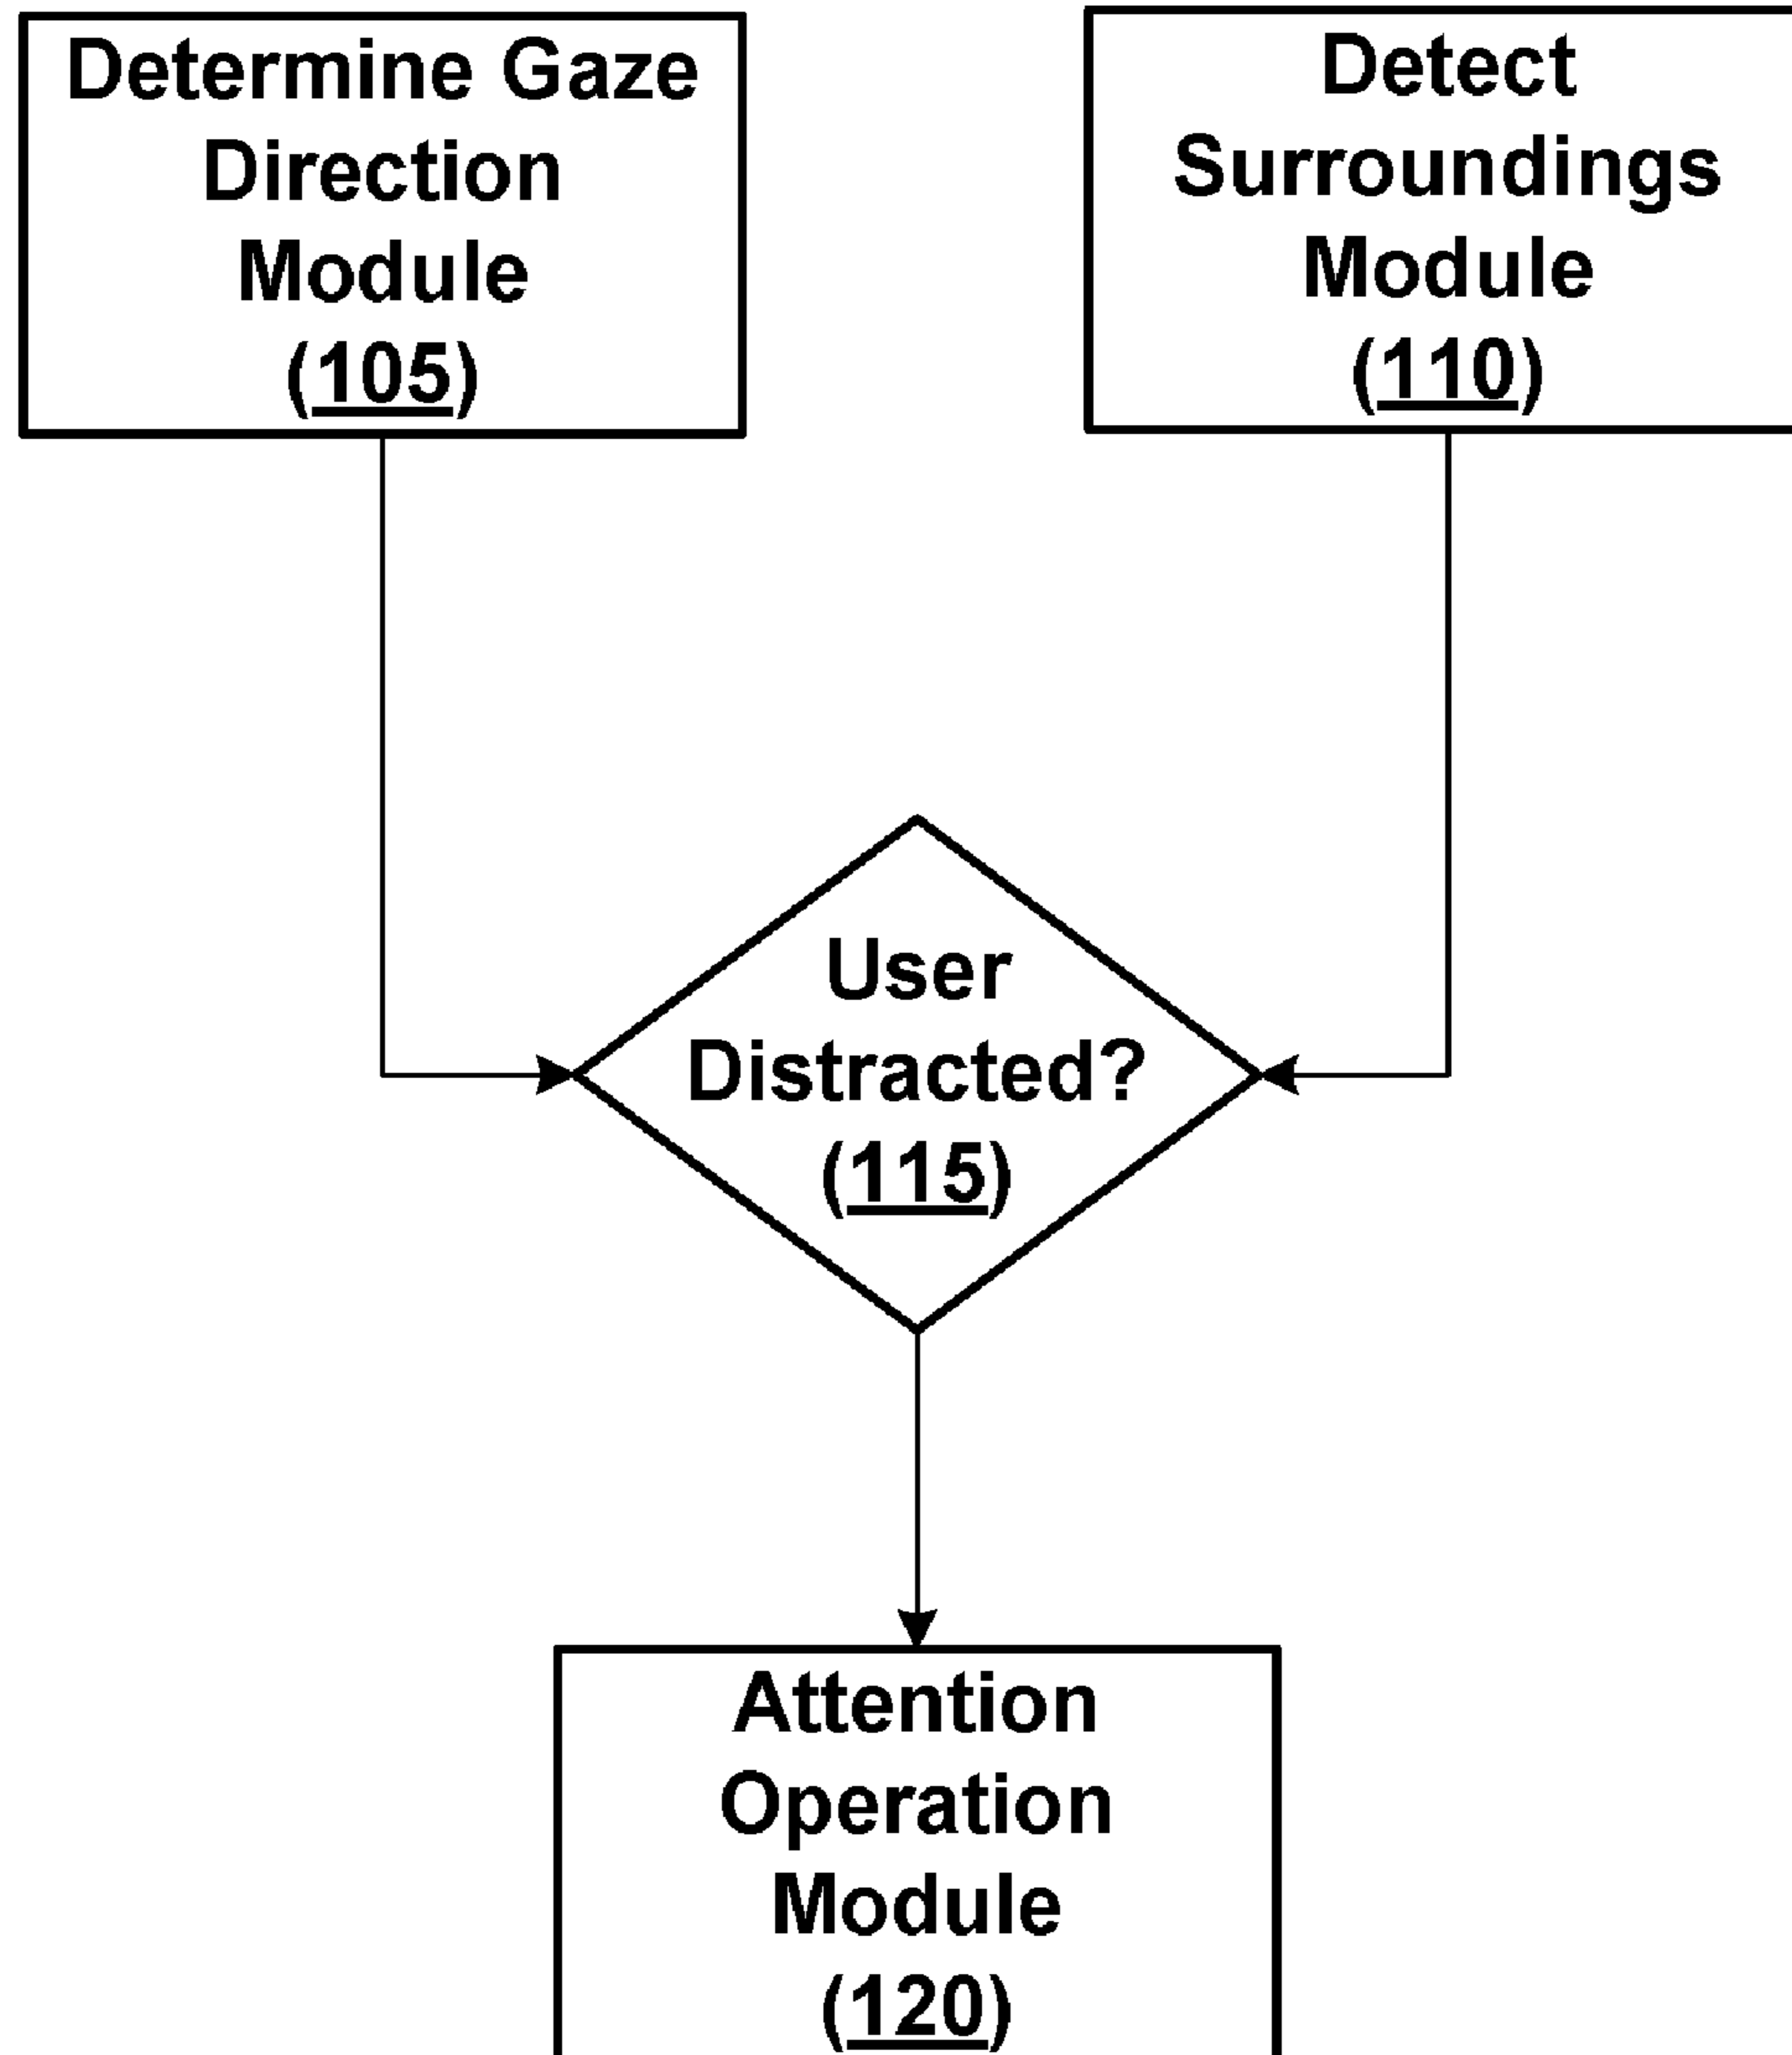 Determine Gaze
Direction
Module
(105)
Detect
Surroundings
Module
(110)
User
Distracted?
(115)
Attention
Operation
Module
(120)